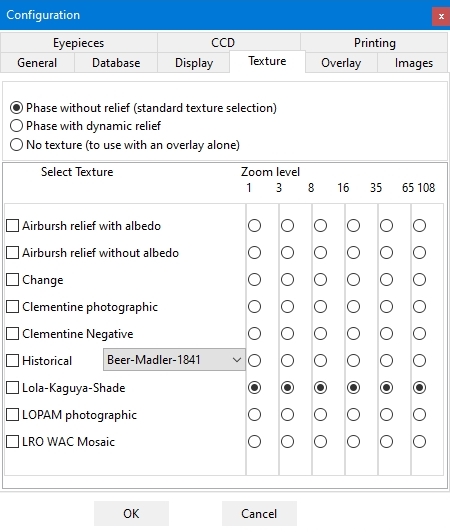 Configuration
x
Eyepieces CCD Printing
General Database Display Texture Overlay Images
Phase without relief (standard texture selection)
Phase with dynamic relief
No texture (to use with an overlay alone)
Select Texture Zoom level
1 3 8 16 35 65 108
Airbursh relief with albedo
Airbursh relief without albedo
Change
Clementine photographic
Clementine Negative
Historical Beer-Madler-1841
Lola-Kaguya-Shade
LOPAM photographic
LRO WAC Mosaic
OK Cancel